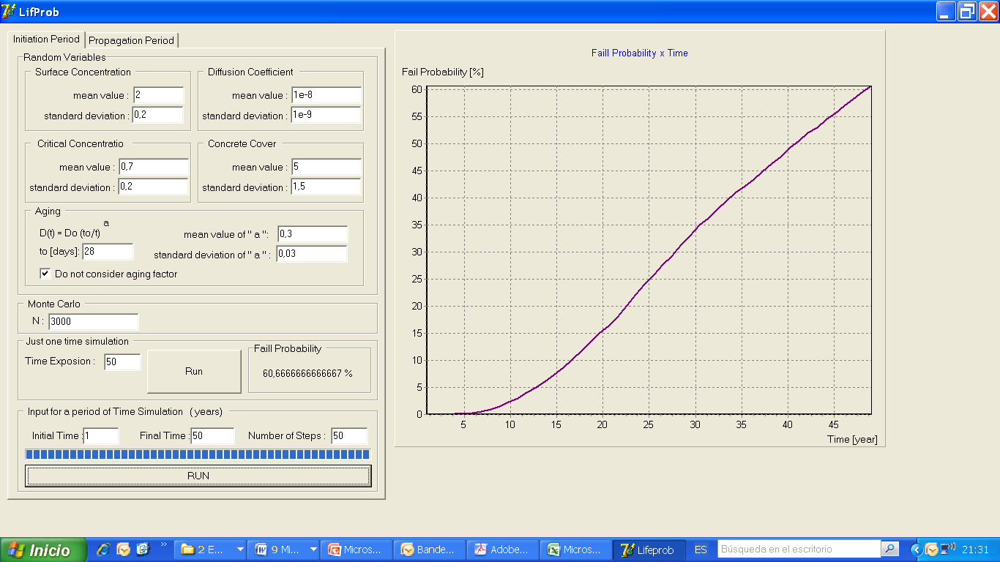 LifProb
Initiation Period
Propagation Period
Random Variables
Surface Concentration
mean value : 2
standard deviation : 0,2
Diffusion Coefficient
mean value : 1e-8
standard deviation : 1e-9
Critical Concentratio
mean value : 0,7
standard deviation : 0,2
Concrete Cover
mean value : 5
standard deviation : 1,5
Aging
a
D(t) = Do (to/t)
to [days]: 28
mean value of " a ": 0,3
standard deviation of " a " : 0,03
Do not consider aging factor
Monte Carlo
N : 3000
Just one time simulation
Time Exposion : 50
Run
Faill Probability
60,6666666666667 %
Input for a period of Time Simulation ( years)
Initial Time : 1
Final Time : 50
Number of Steps : 50
RUN
Faill Probability x Time
Fail Probability [%]
60
55
50
45
40
35
30
25
20
15
10
5
0
5 10 15 20 25 30 35 40 45
Time [year]
Inicio
»
2 E...
9 Mi...
Micros...
Bande...
Adobe...
Micros...
Lifeprob
ES
Búsqueda en el escritorio
21:31